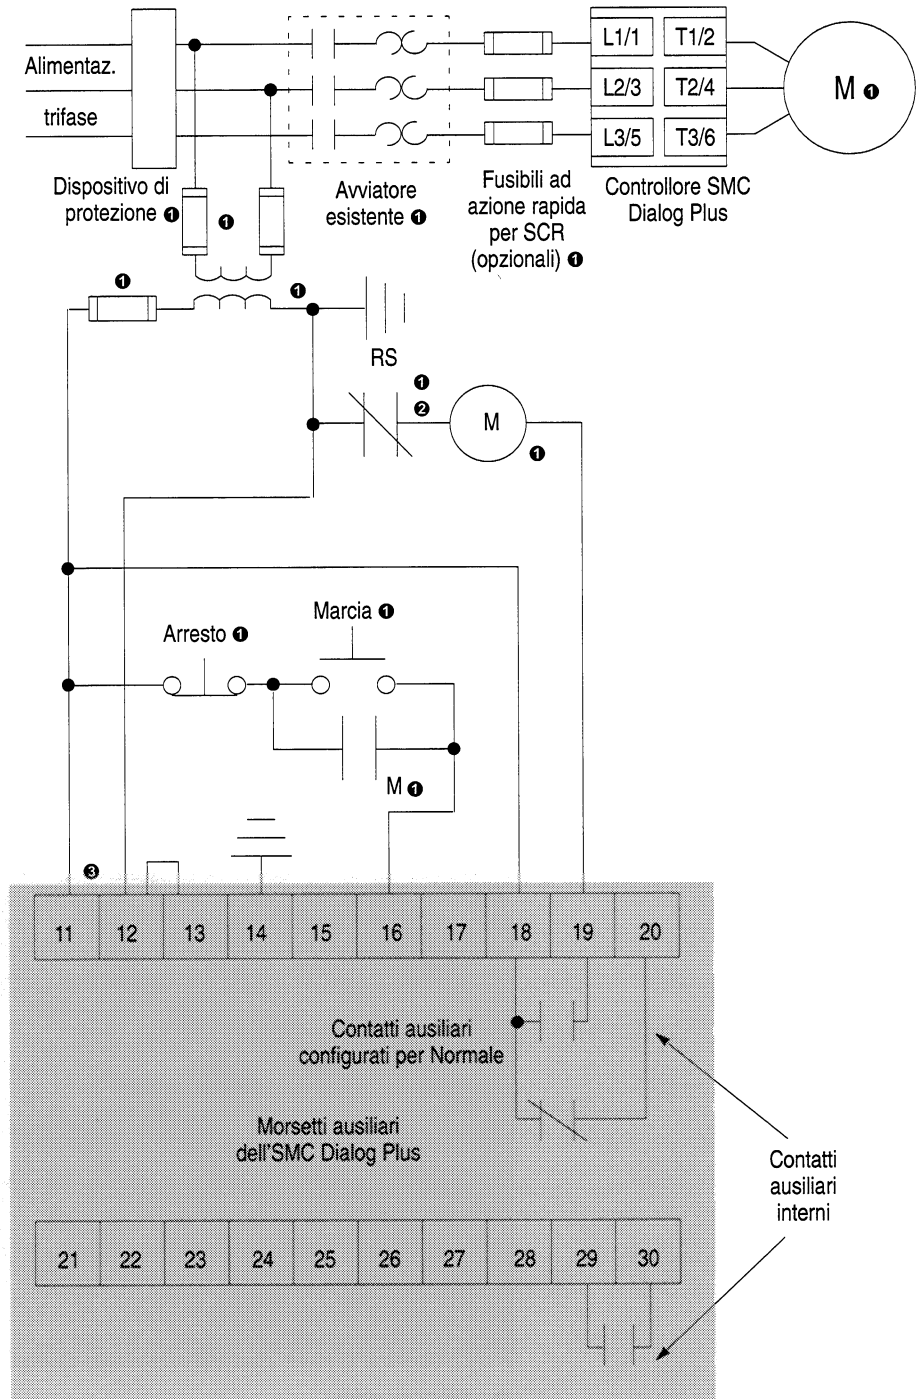 Alimentaz.
trifase
L1/1 T1/2
L2/3 T2/4
L3/5 T3/6
M ❶
Dispositivo di
protezione ❶
❶
Avviatore
esistente ❶
Fusibili ad
azione rapida
per SCR
(opzionali) ❶
Controllore SMC
Dialog Plus
❶
❶
RS
❶
❷
M
❶
Marcia ❶
Arresto ❶
M ❶
❸
11 12 13 14 15 16 17 18 19 20
Contatti ausiliari
configurati per Normale
Morsetti ausiliari
dell'SMC Dialog Plus
Contatti
ausiliari
interni
21 22 23 24 25 26 27 28 29 30